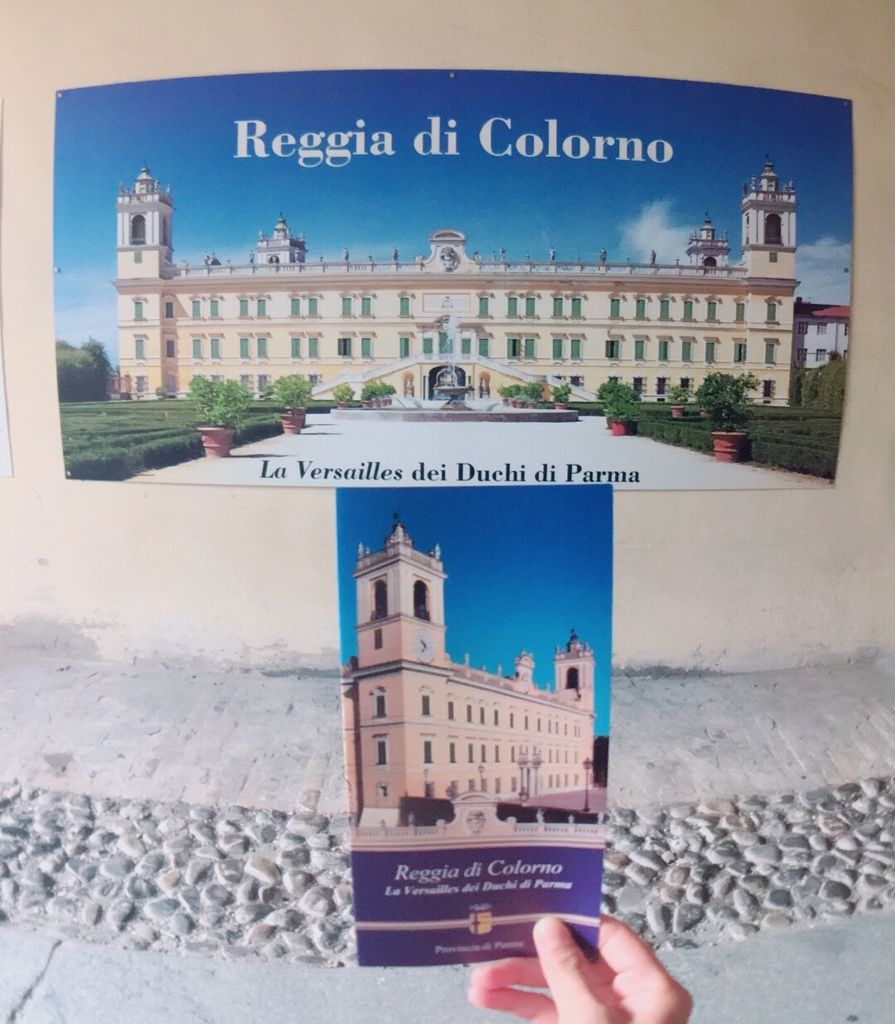 Reggia di Colorno
La Versailles dei Duchi di Parma
Reggia di Colorno
La Versailles dei Duchi di Parma
Provincia di Parma